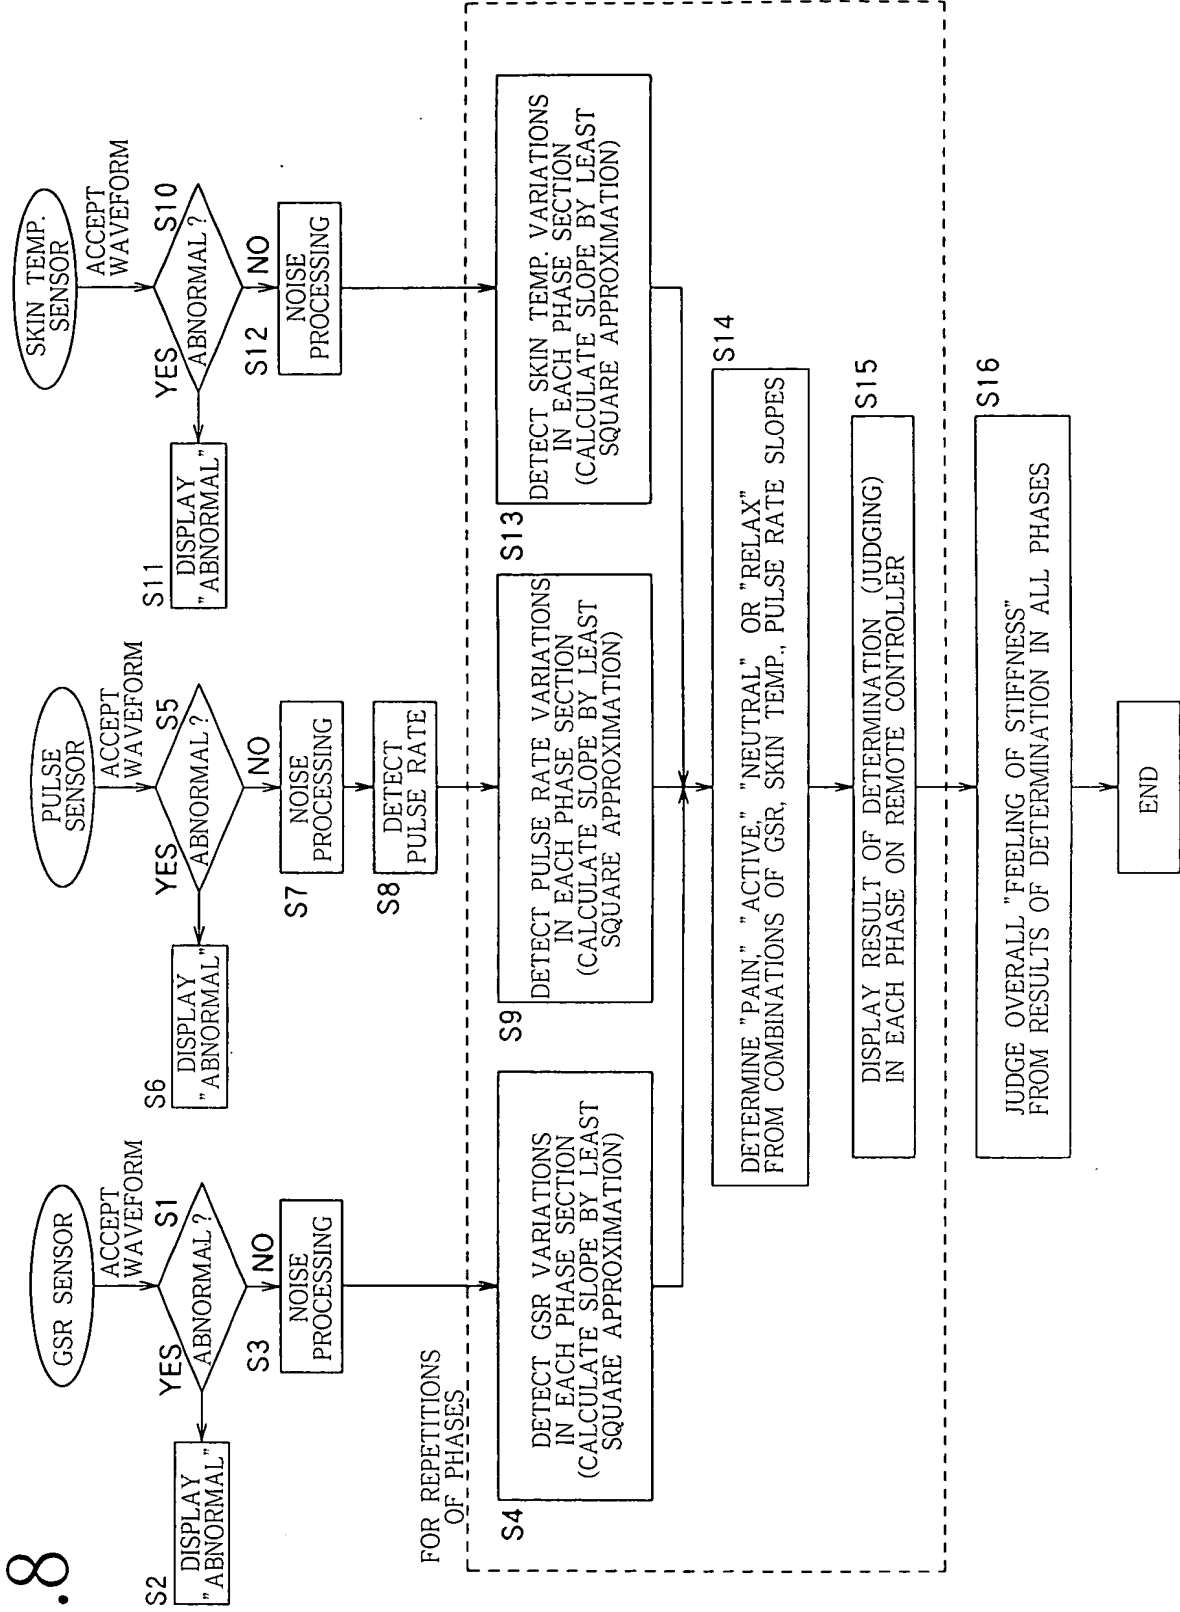 .8
GSR SENSOR
ACCEPT
WAVEFORM
S1
ABNORMAL?
YES
NO
S2
DISPLAY
"ABNORMAL"
S3
NOISE
PROCESSING
PULSE
SENSOR
ACCEPT
WAVEFORM
S5
ABNORMAL?
YES
NO
S6
DISPLAY
"ABNORMAL"
S7
NOISE
PROCESSING
S8
DETECT
PULSE RATE
SKIN TEMP.
SENSOR
ACCEPT
WAVEFORM
S10
ABNORMAL?
YES
NO
S11
DISPLAY
"ABNORMAL"
S12
NOISE
PROCESSING
FOR REPETITIONS
OF PHASES
S4
DETECT GSR VARIATIONS
IN EACH PHASE SECTION
(CALCULATE SLOPE BY LEAST
SQUARE APPROXIMATION)
S9
DETECT PULSE RATE VARIATIONS
IN EACH PHASE SECTION
(CALCULATE SLOPE BY LEAST
SQUARE APPROXIMATION)
S13
DETECT SKIN TEMP. VARIATIONS
IN EACH PHASE SECTION
(CALCULATE SLOPE BY LEAST
SQUARE APPROXIMATION)
S14
DETERMINE "PAIN," "ACTIVE," "NEUTRAL" OR "RELAX"
FROM COMBINATIONS OF GSR, SKIN TEMP., PULSE RATE SLOPES
S15
DISPLAY RESULT OF DETERMINATION (JUDGING)
IN EACH PHASE ON REMOTE CONTROLLER
S16
JUDGE OVERALL "FEELING OF STIFFNESS"
FROM RESULTS OF DETERMINATION IN ALL PHASES
END